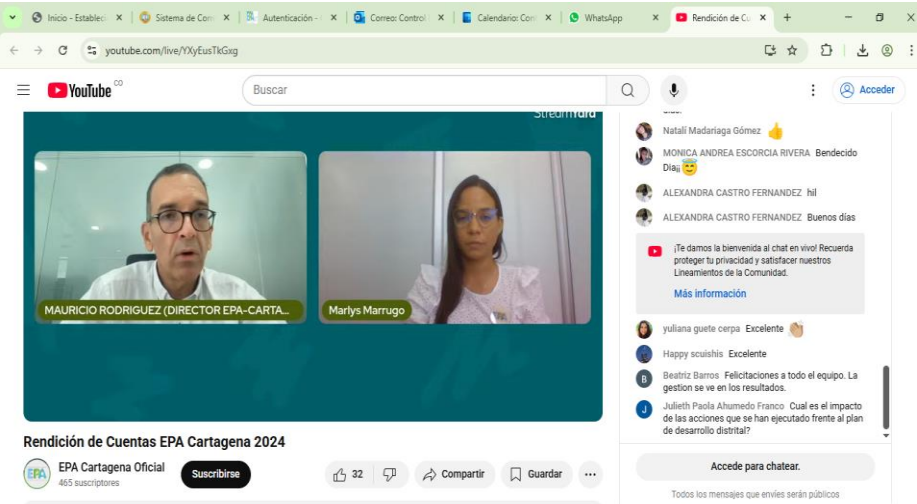 Inicio - Establec
Sistema de Corr
Autenticación -
Correo: Control
Calendario: Con
WhatsApp
Rendición de Cu
youtube.com/live/YXyEusTkGxg
YouTube CO
Buscar
Acceder
StreamYard
MAURICIO RODRIGUEZ (DIRECTOR EPA-CARTA...
Marlys Marrugo
Rendición de Cuentas EPA Cartagena 2024
EPA
EPA Cartagena Oficial
465 suscriptores
Suscribirse
32
Compartir
Guardar
Natalí Madariaga Gómez 👍
MONICA ANDREA ESCORCIA RIVERA Bendecido
Dia¡¡😇
ALEXANDRA CASTRO FERNANDEZ hil
ALEXANDRA CASTRO FERNANDEZ Buenos días
¡Te damos la bienvenida al chat en vivo! Recuerda
proteger tu privacidad y satisfacer nuestros
Lineamientos de la Comunidad.
Más información
yuliana guete cerpa Excelente 👏🏼
Happy scuishis Excelente
B
Beatriz Barros Felicitaciones a todo el equipo. La
gestion se ve en los resultados.
J
Julieth Paola Ahumedo Franco Cual es el impacto
de las acciones que se han ejecutado frente al plan
de desarrollo distrital?
Accede para chatear.
Todos los mensajes que envíes serán públicos